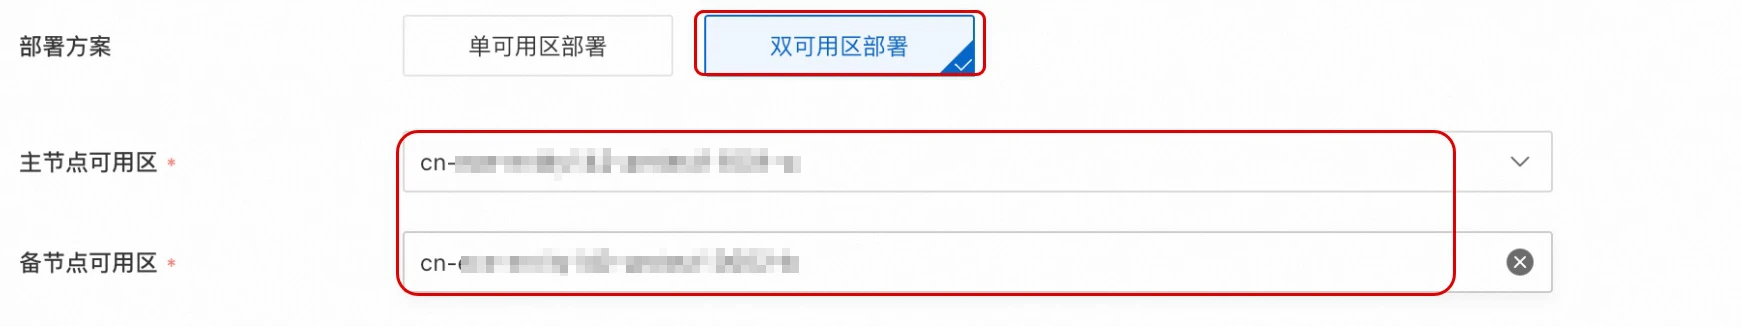 部署方案 单可用区部署 双可用区部署
主节点可用区 * cn-
备节点可用区 * cn-